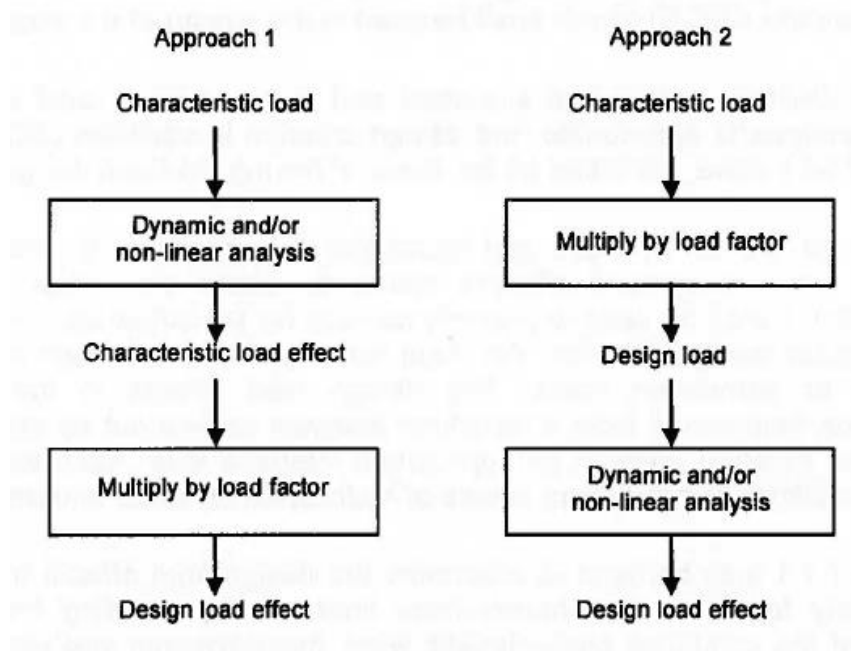 Approach 1
Characteristic load
Dynamic and/or
non-linear analysis
Characteristic load effect
Multiply by load factor
Design load effect
Approach 2
Characteristic load
Multiply by load factor
Design load
Dynamic and/or
non-linear analysis
Design load effect